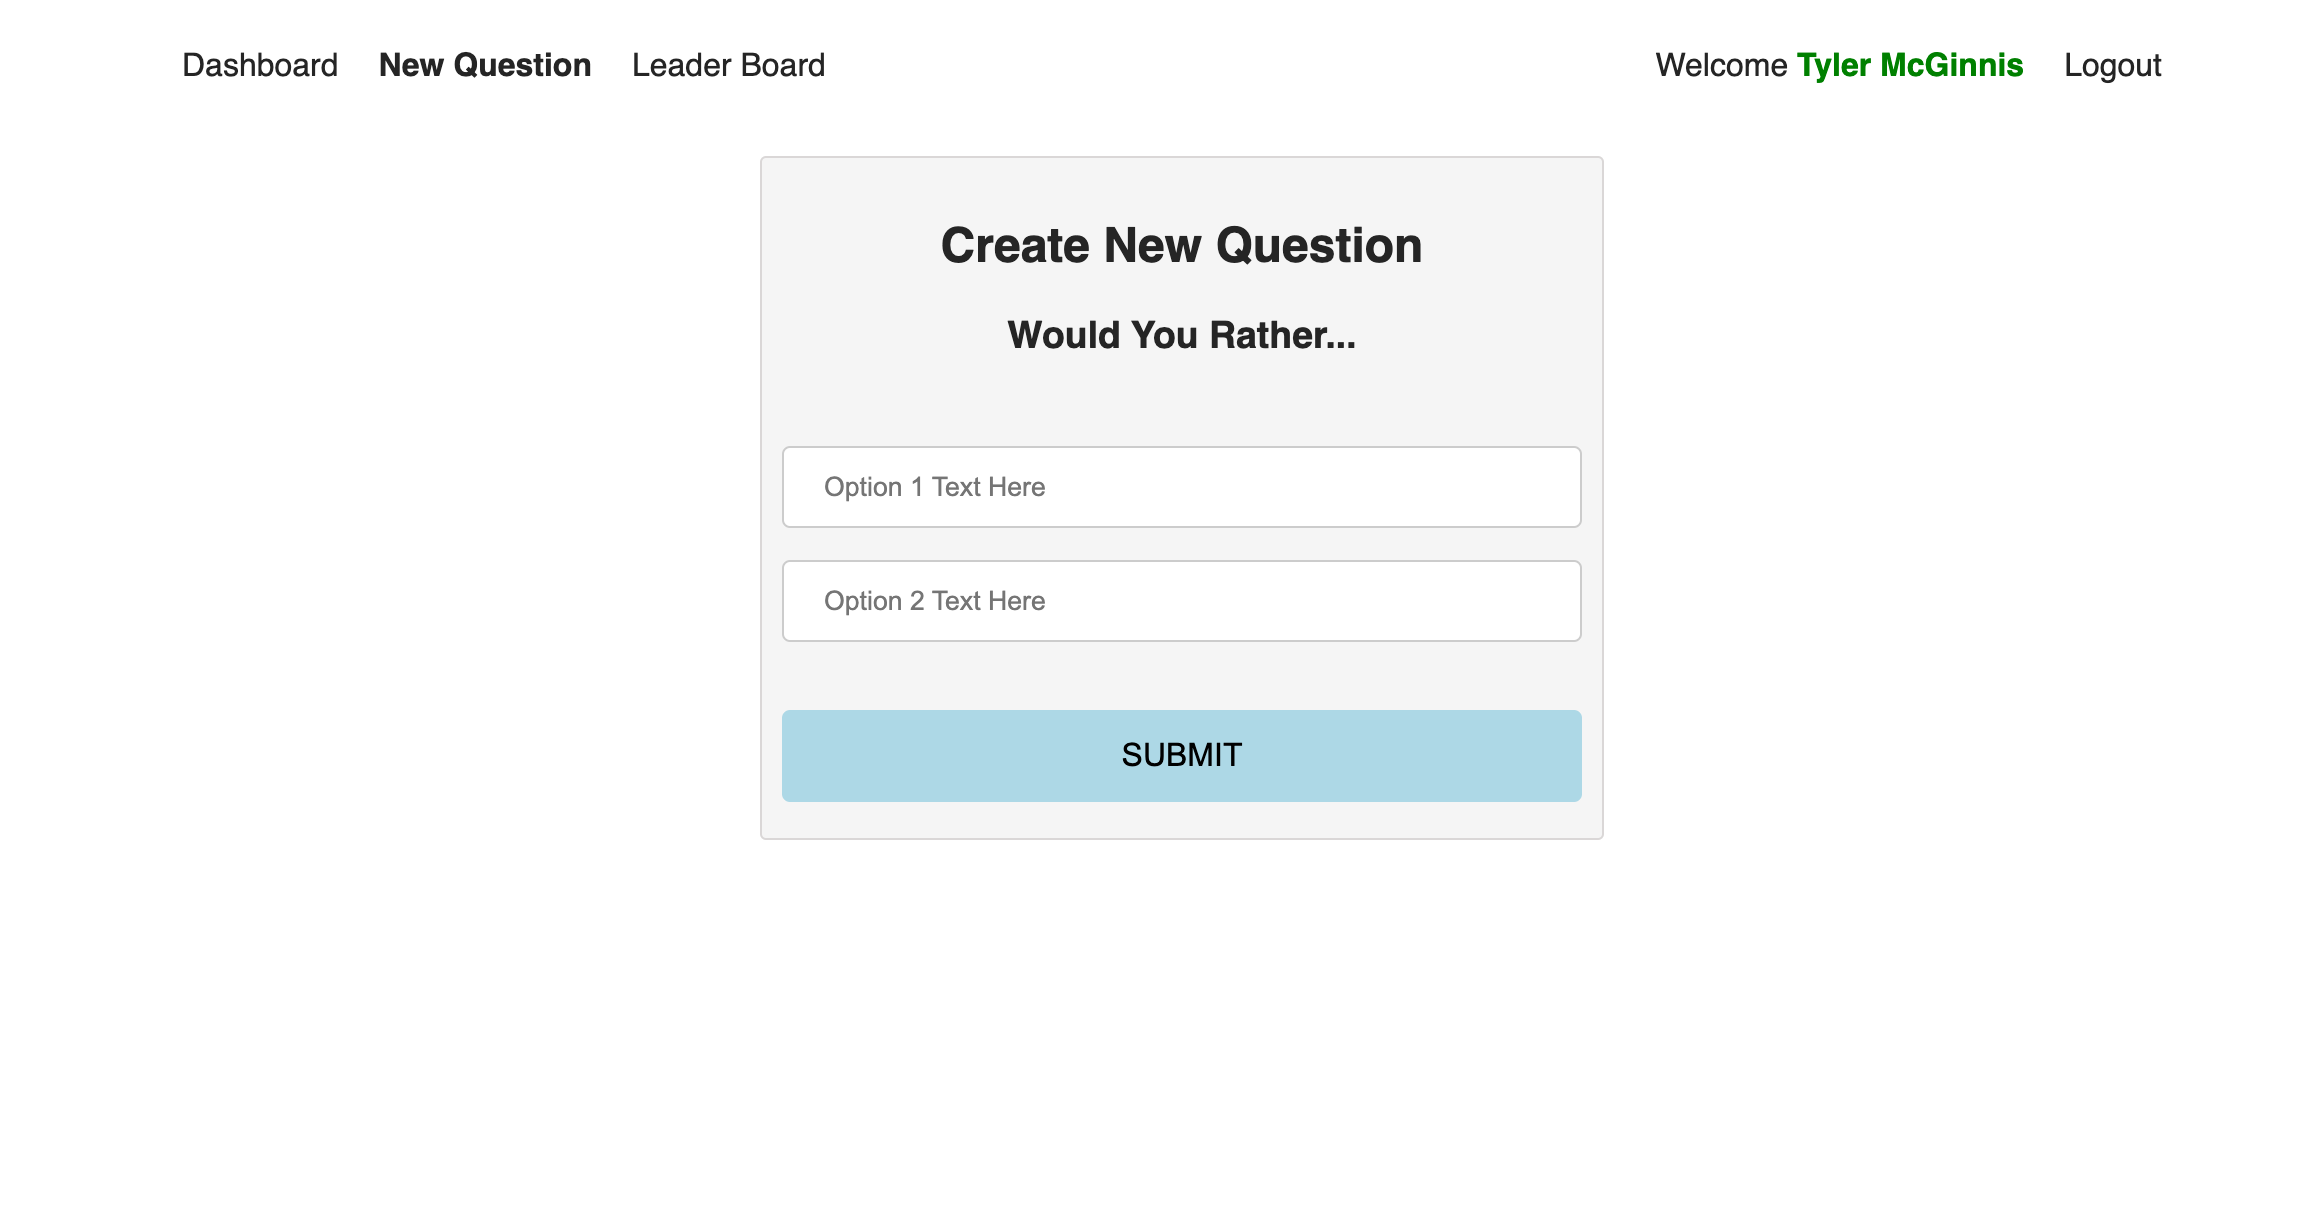 Dashboard New Question Leader Board Welcome Tyler McGinnis Logout
Create New Question
Would You Rather...
Option 1 Text Here
Option 2 Text Here
SUBMIT